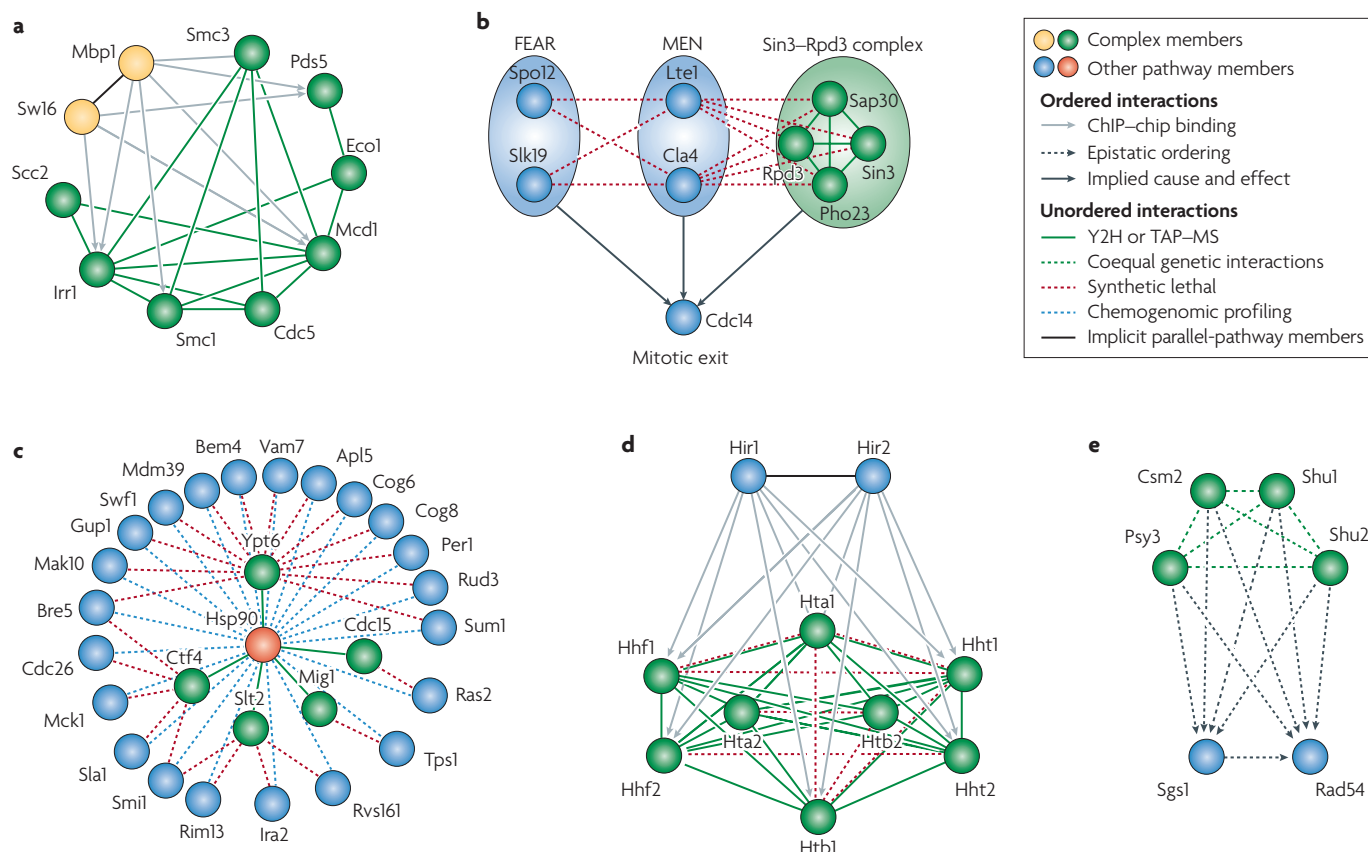 a
Mbp1
Smc3
Pds5
Swi6
Eco1
Scc2
Mcd1
Irr1
Smc1
Cdc5
b
FEAR
MEN
Sin3–Rpd3 complex
Spo12
Lte1
Sap30
Slk19
Cla4
Rpd3
Sin3
Pho23
Cdc14
Mitotic exit
Complex members
Other pathway members
Ordered interactions
ChIP–chip binding
Epistatic ordering
Implied cause and effect
Unordered interactions
Y2H or TAP–MS
Coequal genetic interactions
Synthetic lethal
Chemogenomic profiling
Implicit parallel-pathway members
c
Bem4
Vam7
Apl5
Mdm39
Cog6
Swf1
Cog8
Gup1
Ypt6
Per1
Mak10
Rud3
Bre5
Hsp90
Cdc15
Sum1
Cdc26
Ctf4
Mig1
Slt2
Ras2
Mck1
Tps1
Sla1
Smi1
Rim13
Ira2
Rvs161
d
Hir1
Hir2
Hta1
Hhf1
Hht1
Hta2
Htb2
Hhf2
Hht2
Htb1
e
Csm2
Shu1
Psy3
Shu2
Sgs1
Rad54